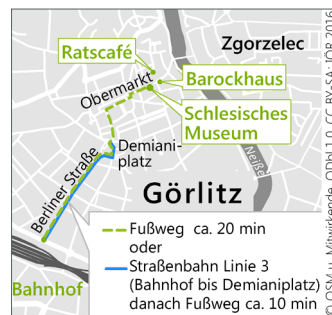 Ratscafé
Zgorzelec
Obermarkt
Barockhaus
Schlesisches
Museum
Neiße
Demiani-
platz
Berliner Straße
Görlitz
Fußweg ca. 20 min
oder
Straßenbahn Linie 3
(Bahnhof bis Demianiplatz)
danach Fußweg ca. 10 min
Bahnhof
© OSM u. Mitwirkende, ODbL 1.0, CC BY-SA; IÖR 2016